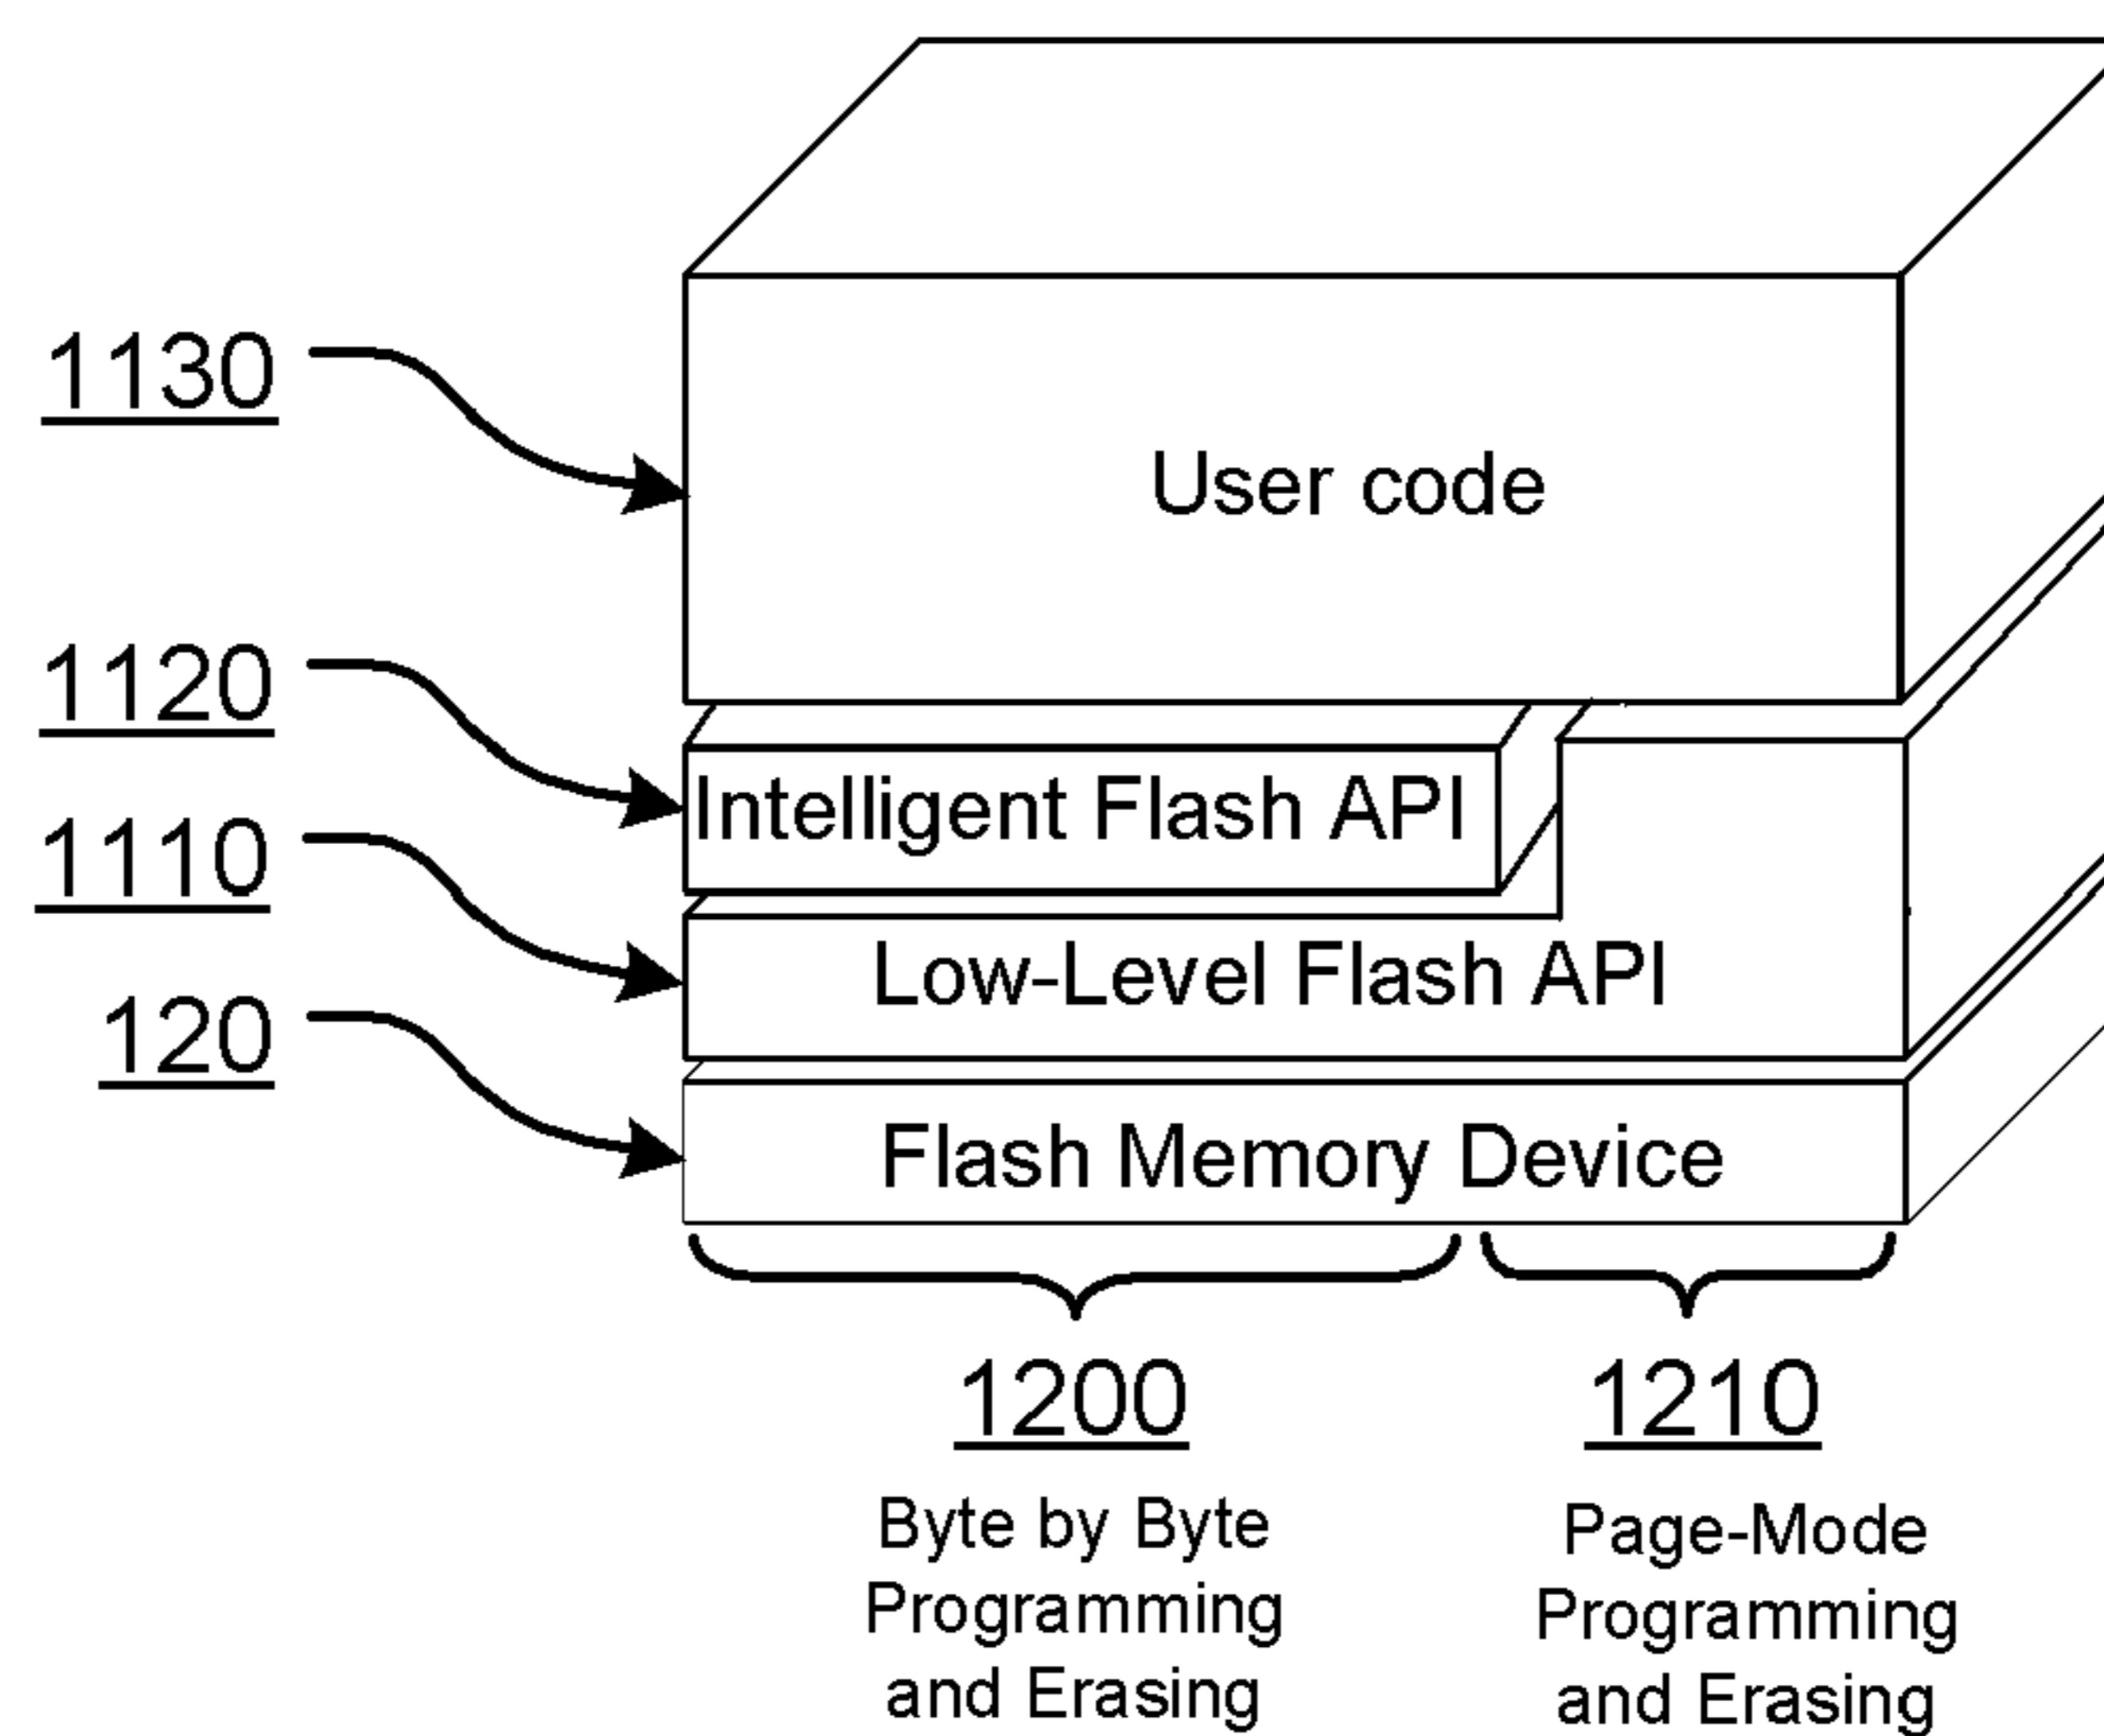 1130
User code
1120
Intelligent Flash API
1110
Low-Level Flash API
120
Flash Memory Device
1200
Byte by Byte
Programming
and Erasing
1210
Page-Mode
Programming
and Erasing